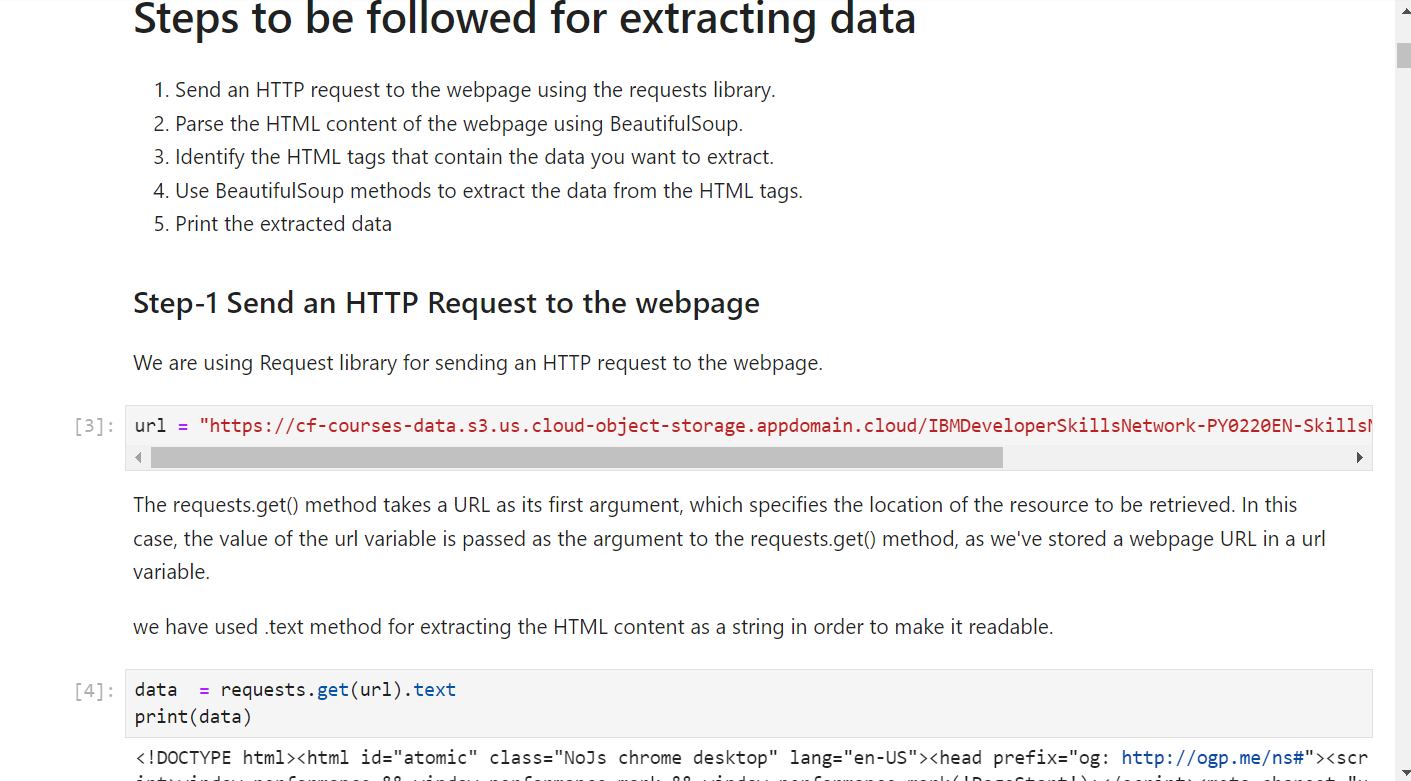 Steps to be followed for extracting data
1. Send an HTTP request to the webpage using the requests library.
2. Parse the HTML content of the webpage using BeautifulSoup.
3. Identify the HTML tags that contain the data you want to extract.
4. Use BeautifulSoup methods to extract the data from the HTML tags.
5. Print the extracted data
Step-1 Send an HTTP Request to the webpage
We are using Request library for sending an HTTP request to the webpage.
[3]: url = "https://cf-courses-data.s3.us.cloud-object-storage.appdomain.cloud/IBMDeveloperSkillsNetwork-PY0220EN-Skills
The requests.get() method takes a URL as its first argument, which specifies the location of the resource to be retrieved. In this
case, the value of the url variable is passed as the argument to the requests.get() method, as we've stored a webpage URL in a url
variable.
we have used .text method for extracting the HTML content as a string in order to make it readable.
[4]: data  = requests.get(url).text
print(data)
<!DOCTYPE html><html id="atomic" class="NoJs chrome desktop" lang="en-US"><head prefix="og: http://ogp.me/ns#"><scr